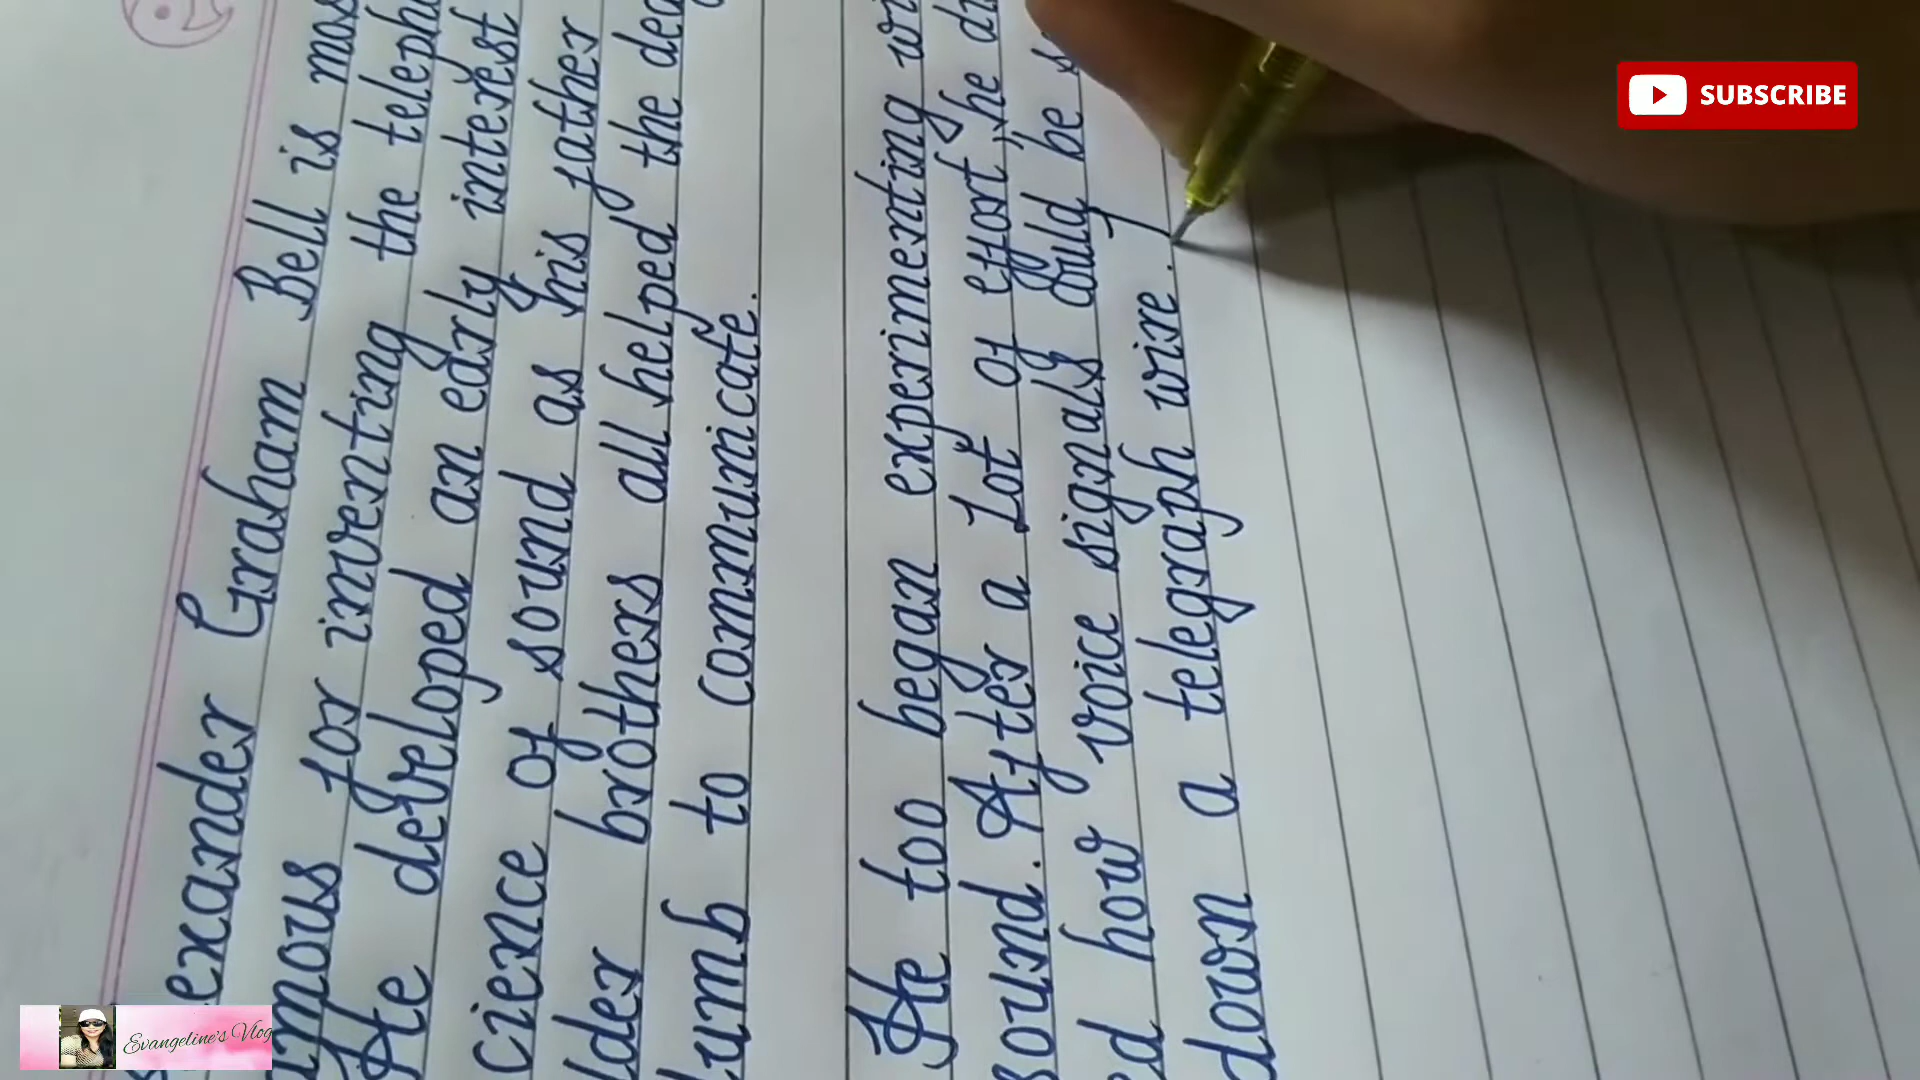 exander Graham Bell is mos
amous for inventing the teleph
He developed an early interest
cience of sound as his father
lder brothers all helped the dea
dumb to communicate.
He too began experimenting wi
sound. After a Lot of effort, he di
ed how voice signals could be s
down a telegraph wire. T
SUBSCRIBE
Evangeline's Vlog